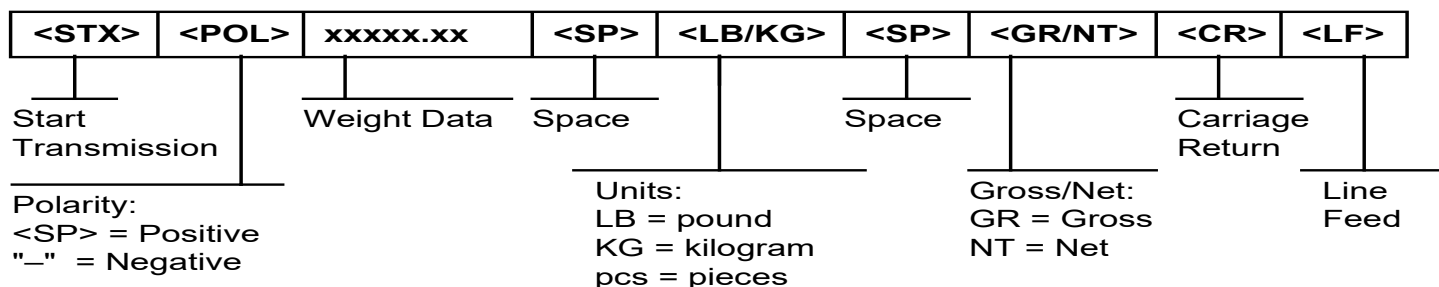 <STX> <POL> xxxxx.xx <SP> <LB/KG> <SP> <GR/NT> <CR> <LF>
Start
Transmission
Weight Data
Space
Space
Carriage
Return
Polarity:
<SP> = Positive
"–" = Negative
Units:
LB = pound
KG = kilogram
pcs = pieces
Gross/Net:
GR = Gross
NT = Net
Line
Feed